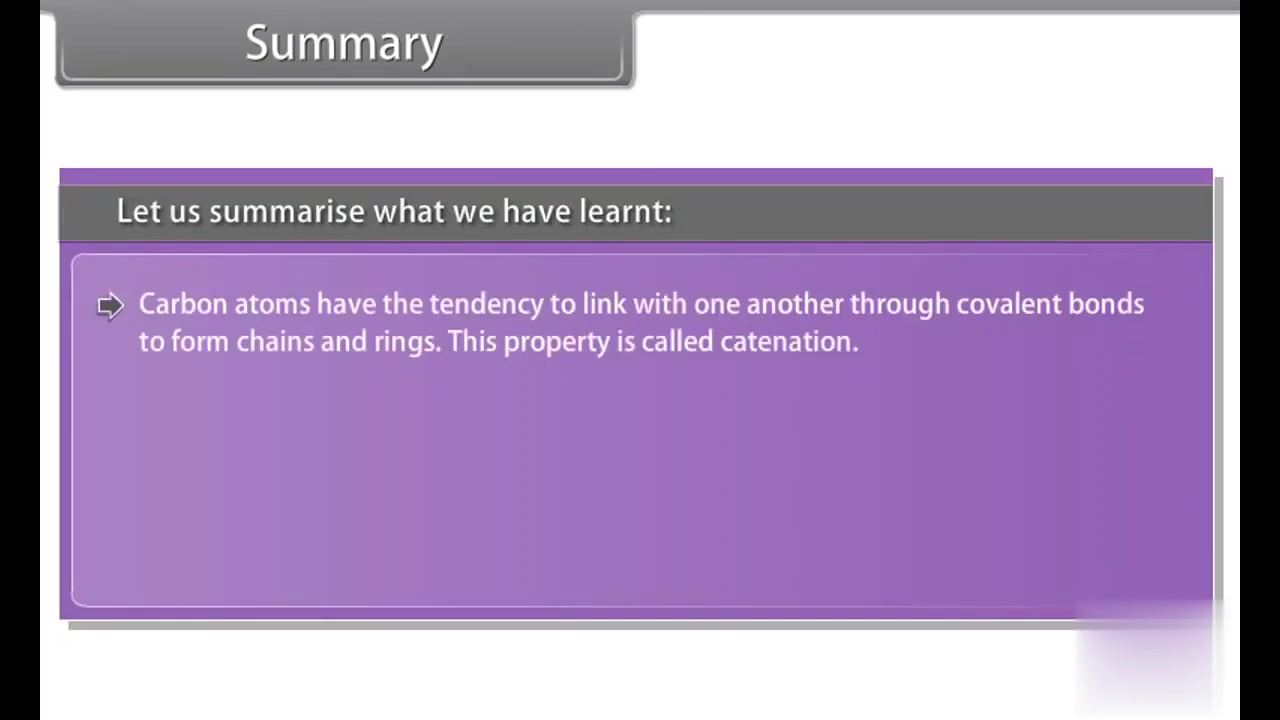 Summary
Let us summarise what we have learnt:
Carbon atoms have the tendency to link with one another through covalent bonds
to form chains and rings. This property is called catenation.